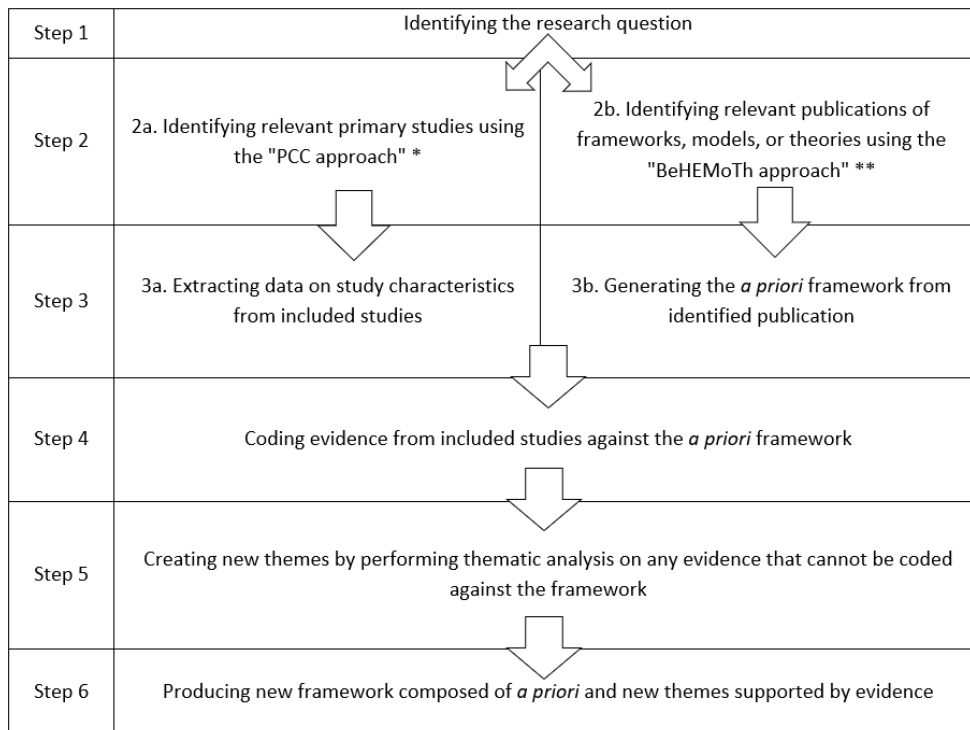 Step 1
Identifying the research question
Step 2
2a. Identifying relevant primary studies using
the "PCC approach" *
2b. Identifying relevant publications of
frameworks, models, or theories using the
"BeHEMoTh approach" **
Step 3
3a. Extracting data on study characteristics
from included studies
3b. Generating the a priori framework from
identified publication
Step 4
Coding evidence from included studies against the a priori framework
Step 5
Creating new themes by performing thematic analysis on any evidence that cannot be coded
against the framework
Step 6
Producing new framework composed of a priori and new themes supported by evidence